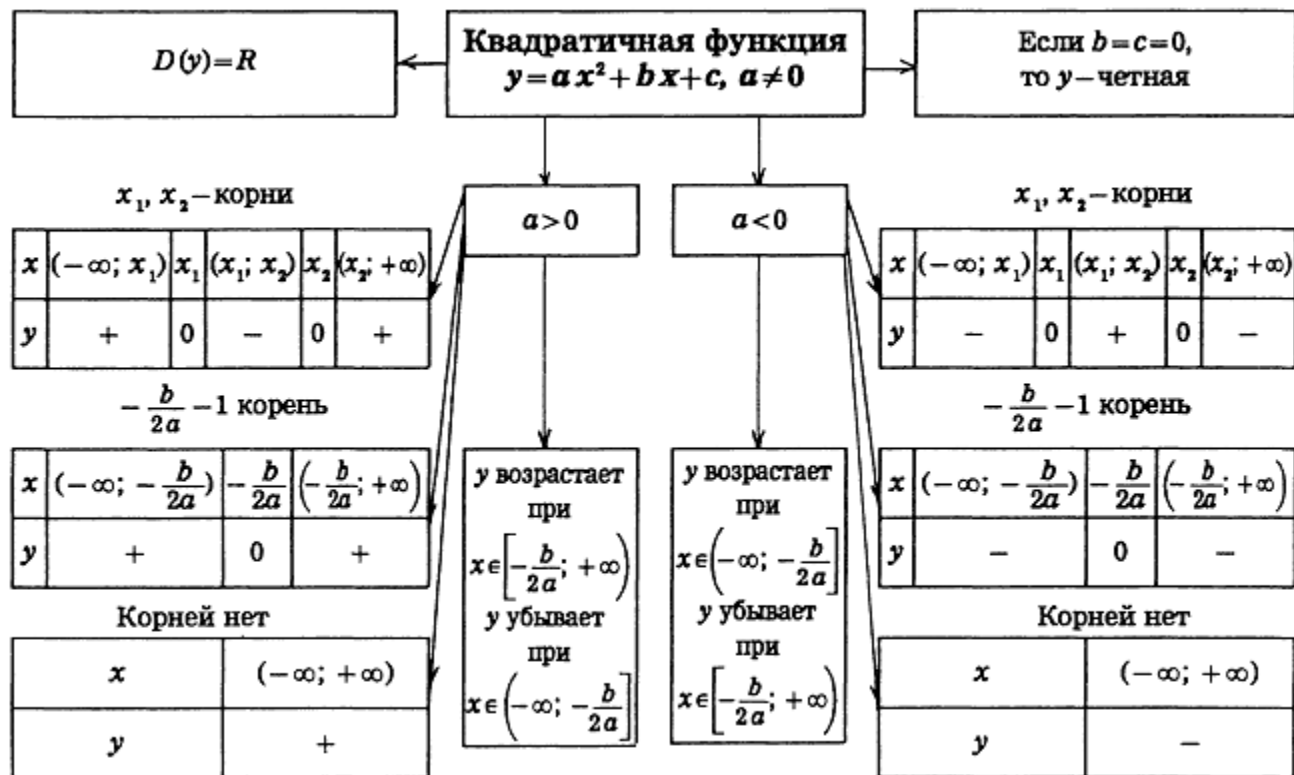 D(y)=R
Квадратичная функция
y=ax²+bx+c, a≠0
Если b=c=0,
то y–четная
x₁, x₂–корни
a>0
a<0
x₁, x₂–корни
x (−∞; x₁) x₁ (x₁; x₂) x₂ (x₂; +∞)
y + 0 − 0 +
x (−∞; x₁) x₁ (x₁; x₂) x₂ (x₂; +∞)
y − 0 + 0 −
−b/2a −1 корень
x (−∞; −b/2a) −b/2a (−b/2a; +∞)
y + 0 +
y возрастает
при
x∈[−b/2a; +∞)
y убывает
при
x∈(−∞; −b/2a]
y возрастает
при
x∈(−∞; −b/2a]
y убывает
при
x∈[−b/2a; +∞)
−b/2a −1 корень
x (−∞; −b/2a) −b/2a (−b/2a; +∞)
y − 0 −
Корней нет
x (−∞; +∞)
y +
Корней нет
x (−∞; +∞)
y −